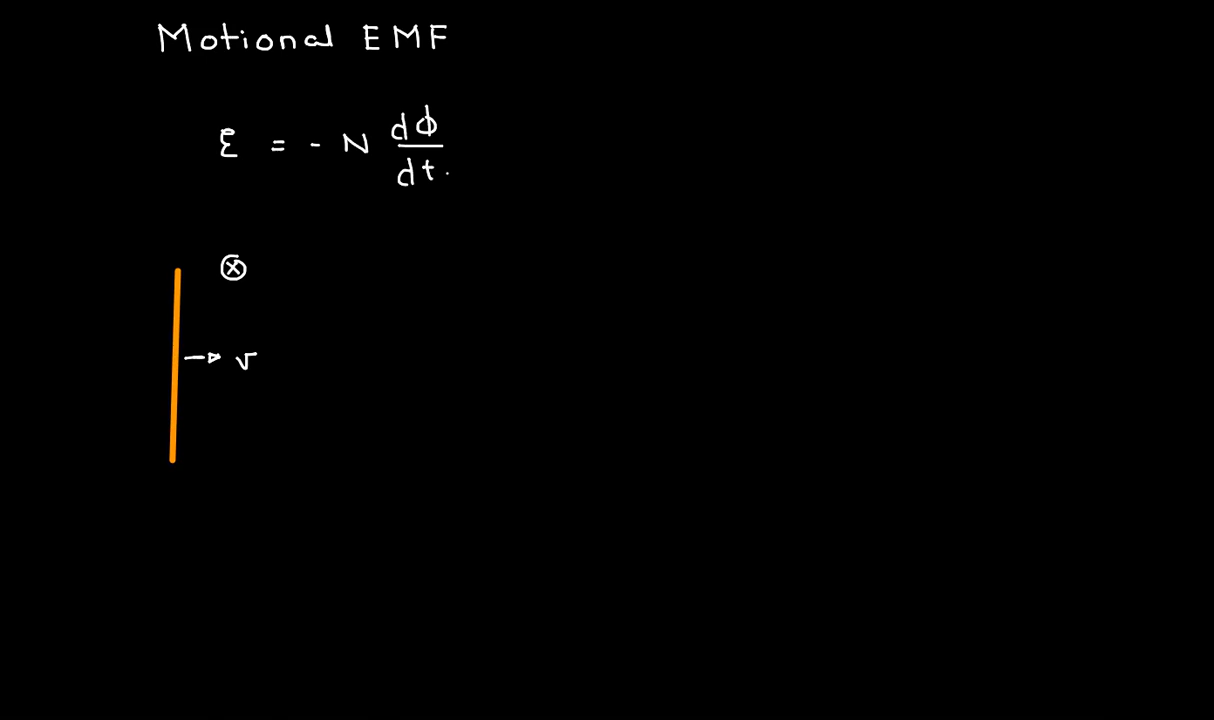 Motional EMF
ℰ = - N dΦ/dt
⊗
→ v